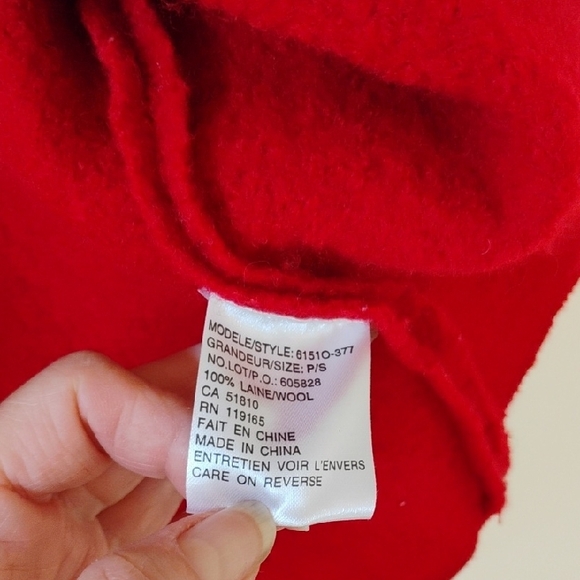 MODELE/STYLE: 61510-377
GRANDEUR/SIZE: P/S
NO.LOT/P.O.: 605828
100% LAINE/WOOL
CA 51810
RN 119165
FAIT EN CHINE
MADE IN CHINA
ENTRETIEN VOIR L'ENVERS
CARE ON REVERSE